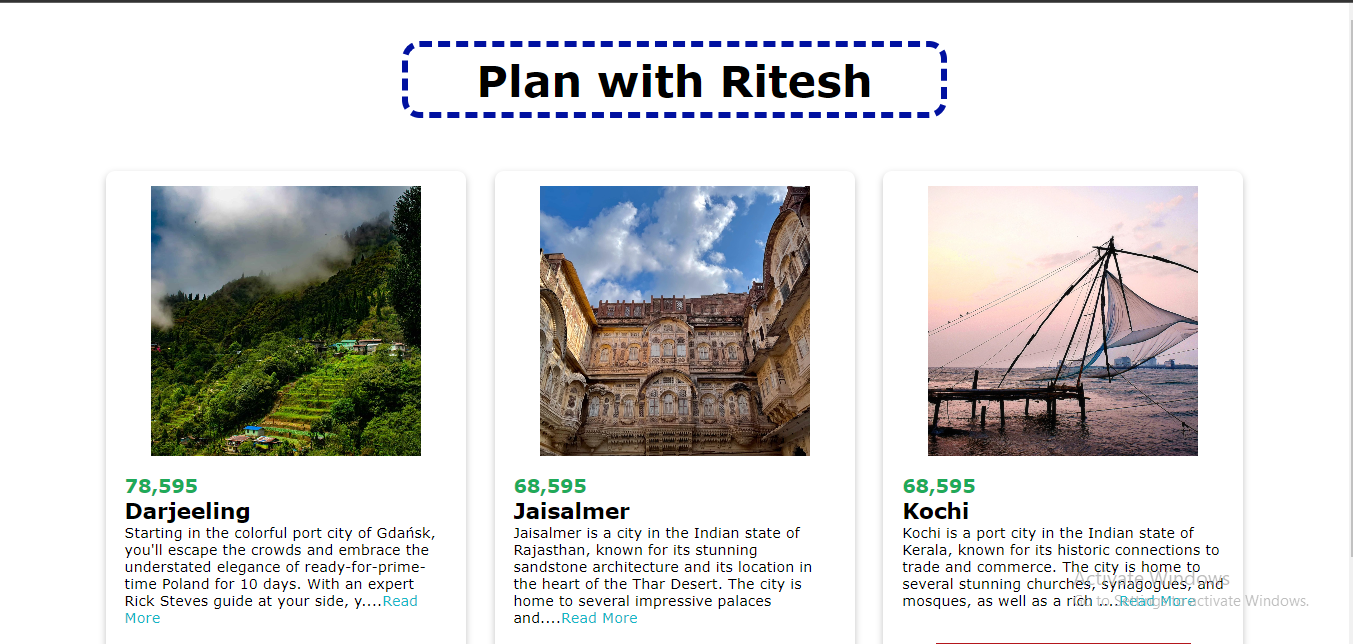 Plan with Ritesh
78,595
Darjeeling
Starting in the colorful port city of Gdańsk,
you'll escape the crowds and embrace the
understated elegance of ready-for-prime-
time Poland for 10 days. With an expert
Rick Steves guide at your side, y....Read
More
68,595
Jaisalmer
Jaisalmer is a city in the Indian state of
Rajasthan, known for its stunning
sandstone architecture and its location in
the heart of the Thar Desert. The city is
home to several impressive palaces
and....Read More
68,595
Kochi
Kochi is a port city in the Indian state of
Kerala, known for its historic connections to
trade and commerce. The city is home to
several stunning churches, synagogues, and
mosques, as well as a rich ....Read More
Activate Windows
Go to Settings to activate Windows.